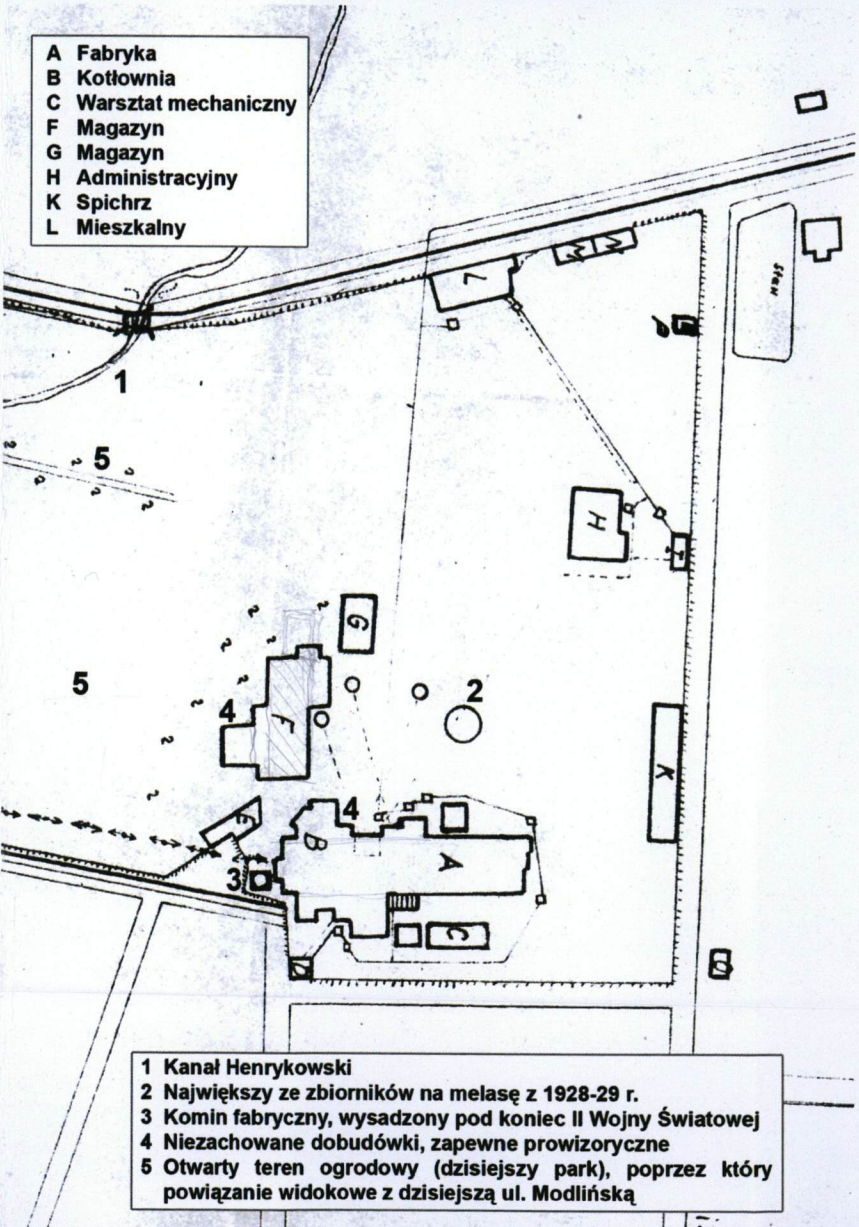 A Fabryka
B Kotłownia
C Warsztat mechaniczny
F Magazyn
G Magazyn
H Administracyjny
K Spichrz
L Mieszkalny
L
M
N
P
staw
1
5
H
G
5
4
F
2
K
4
E
B
A
3
C
D
1 Kanał Henrykowski
2 Największy ze zbiorników na melasę z 1928-29 r.
3 Komin fabryczny, wysadzony pod koniec II Wojny Światowej
4 Niezachowane dobudówki, zapewne prowizoryczne
5 Otwarty teren ogrodowy (dzisiejszy park), poprzez który
powiązanie widokowe z dzisiejszą ul. Modlińską